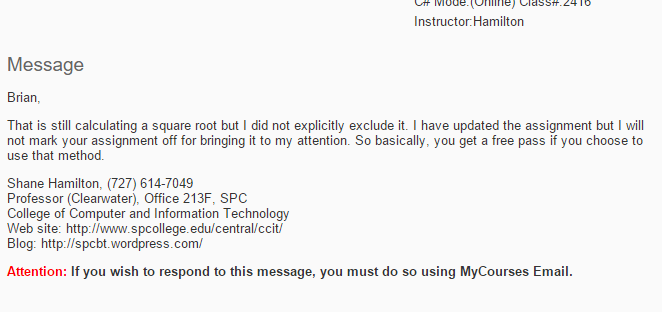 C# Mode:(Online) Class#:2416
Instructor:Hamilton
Message
Brian,
That is still calculating a square root but I did not explicitly exclude it. I have updated the assignment but I will
not mark your assignment off for bringing it to my attention. So basically, you get a free pass if you choose to
use that method.
Shane Hamilton, (727) 614-7049
Professor (Clearwater), Office 213F, SPC
College of Computer and Information Technology
Web site: http://www.spcollege.edu/central/ccit/
Blog: http://spcbt.wordpress.com/
Attention: If you wish to respond to this message, you must do so using MyCourses Email.